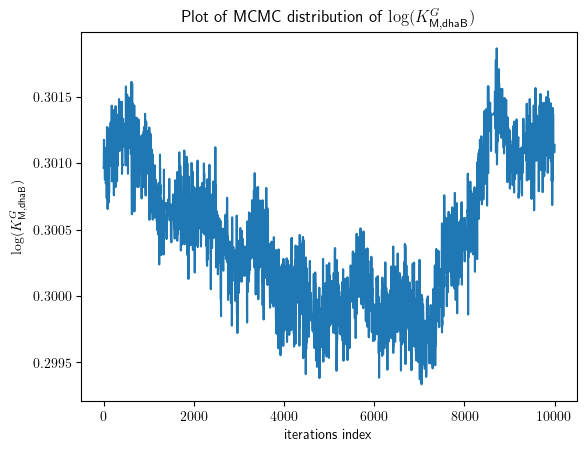 Plot of MCMC distribution of log(K^G_M,dhaB)
log(K^G_M,dhaB)
0.3015
0.3010
0.3005
0.3000
0.2995
0 2000 4000 6000 8000 10000
iterations index